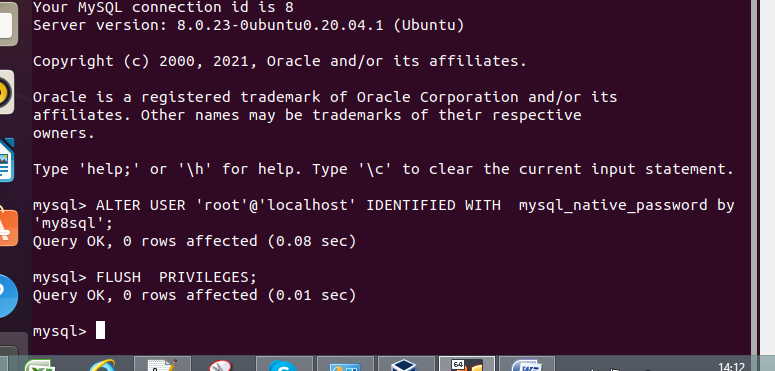 Your MySQL connection id is 8
Server version: 8.0.23-0ubuntu0.20.04.1 (Ubuntu)
Copyright (c) 2000, 2021, Oracle and/or its affiliates.
Oracle is a registered trademark of Oracle Corporation and/or its
affiliates. Other names may be trademarks of their respective
owners.
Type 'help;' or '\h' for help. Type '\c' to clear the current input statement.
mysql> ALTER USER 'root'@'localhost' IDENTIFIED WITH  mysql_native_password by
'my8sql';
Query OK, 0 rows affected (0.08 sec)
mysql> FLUSH  PRIVILEGES;
Query OK, 0 rows affected (0.01 sec)
mysql>
64
14:12